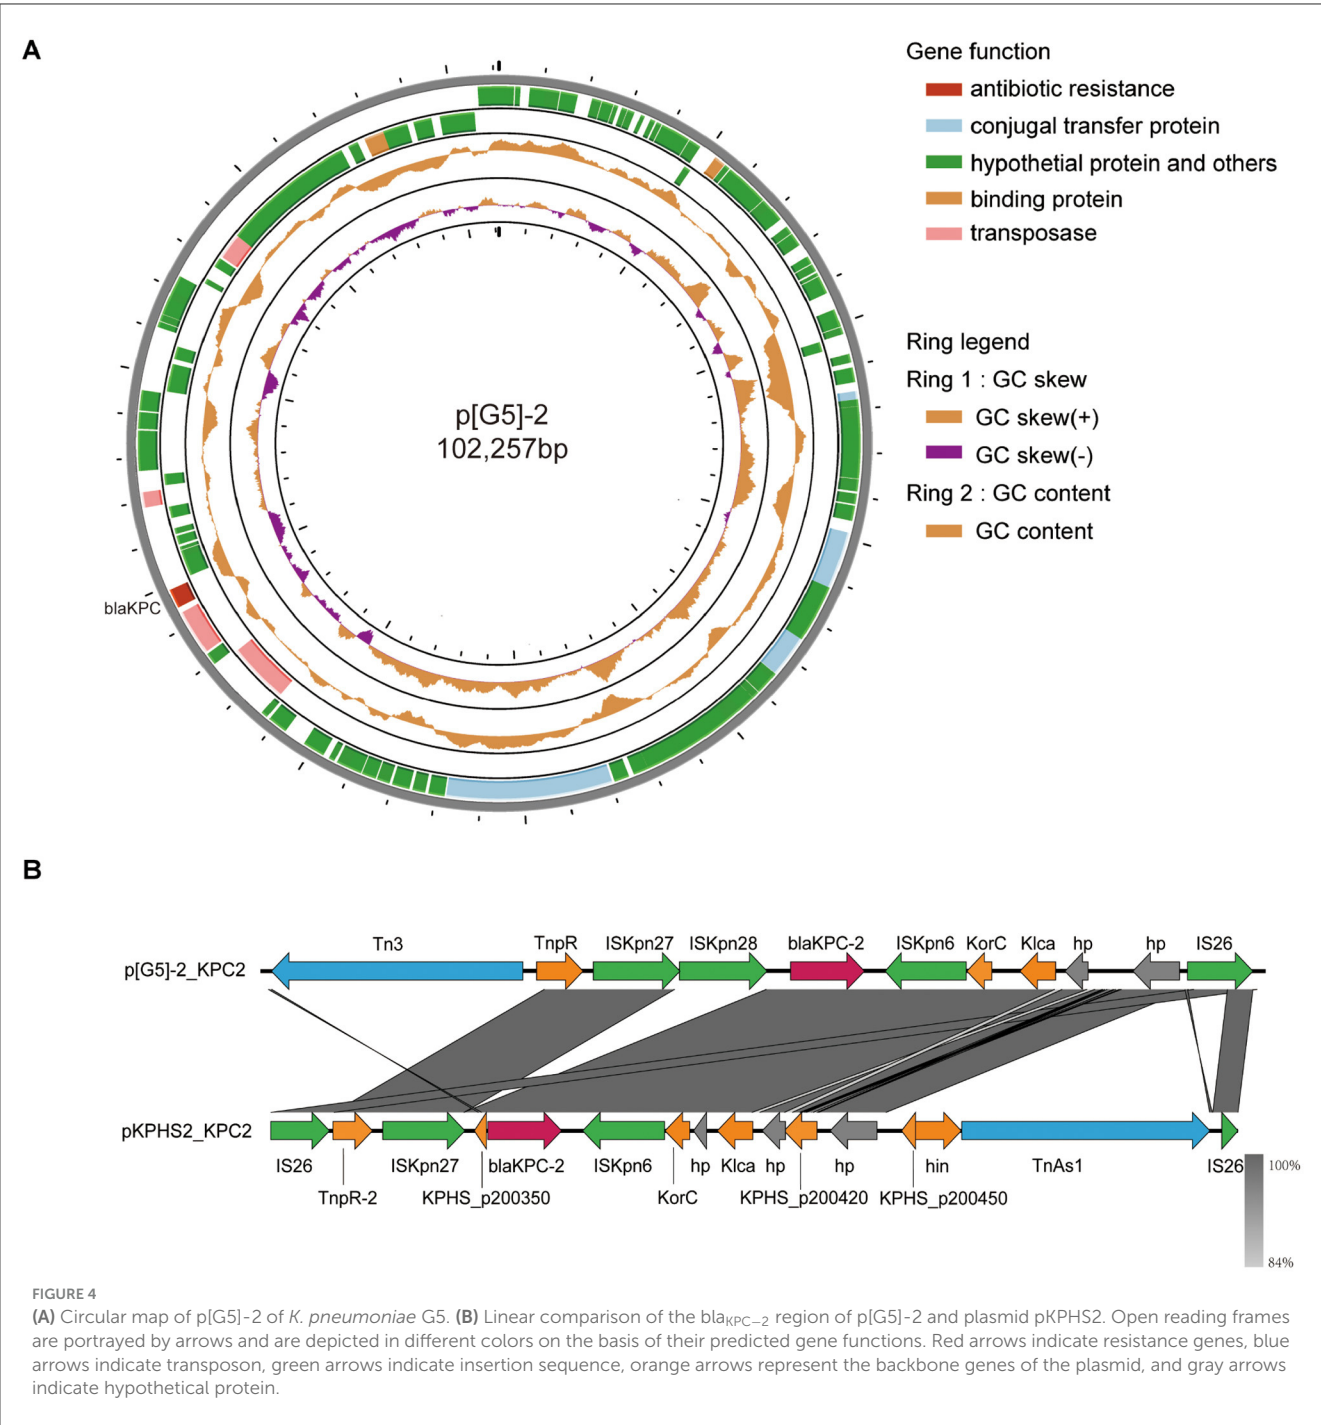 A
Gene function
antibiotic resistance
conjugal transfer protein
hypothetial protein and others
binding protein
transposase
Ring legend
Ring 1 : GC skew
GC skew(+)
GC skew(-)
Ring 2 : GC content
GC content
p[G5]-2
102,257bp
blaKPC
B
Tn3 TnpR ISKpn27 ISKpn28 blaKPC-2 ISKpn6 KorC Klca hp hp IS26
p[G5]-2_KPC2
pKPHS2_KPC2
IS26 ISKpn27 blaKPC-2 ISKpn6 hp Klca hp hp hin TnAs1 IS26
TnpR-2 KPHS_p200350 KorC KPHS_p200420 KPHS_p200450
100%
84%
FIGURE 4
(A) Circular map of p[G5]-2 of K. pneumoniae G5. (B) Linear comparison of the blaKPC−2 region of p[G5]-2 and plasmid pKPHS2. Open reading frames
are portrayed by arrows and are depicted in different colors on the basis of their predicted gene functions. Red arrows indicate resistance genes, blue
arrows indicate transposon, green arrows indicate insertion sequence, orange arrows represent the backbone genes of the plasmid, and gray arrows
indicate hypothetical protein.